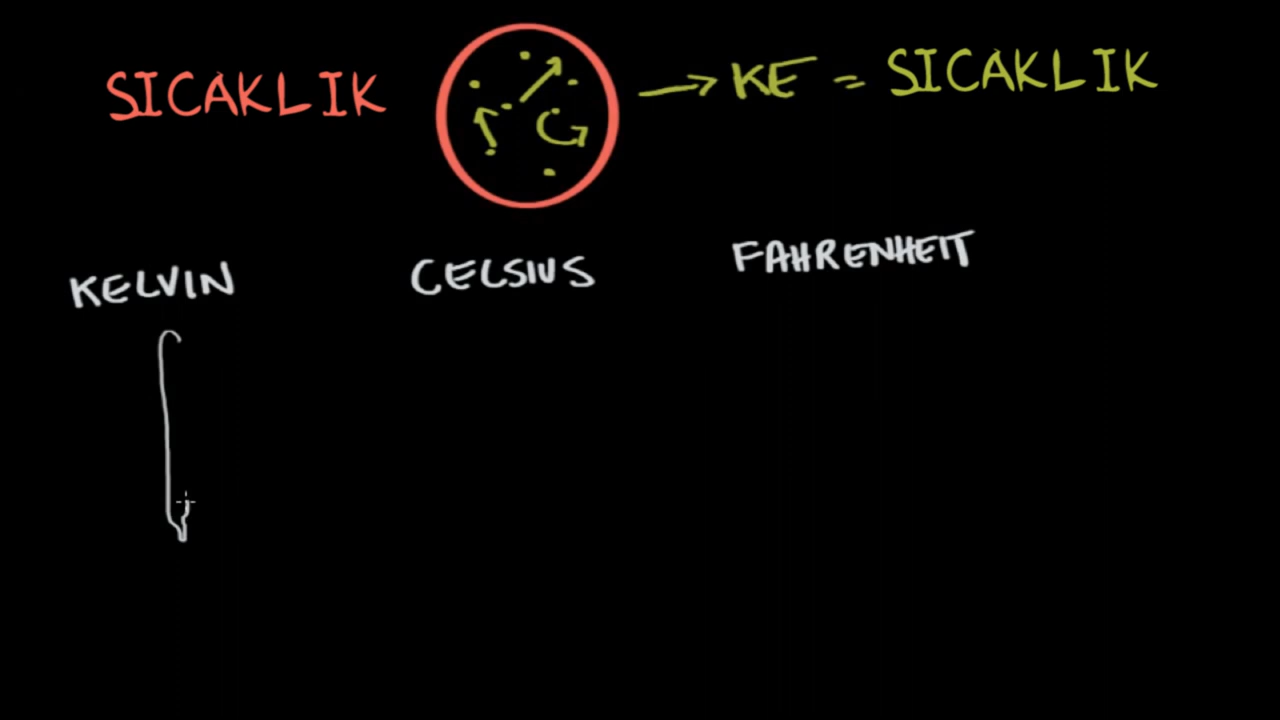 SICAKLIK → KE = SICAKLIK
KELVIN CELSIUS FAHRENHEIT